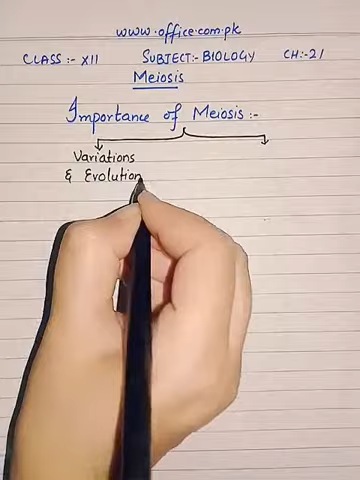 www.office.com.pk
CLASS :- XII SUBJECT:- BIOLOGY CH:-21
Meiosis
Importance of Meiosis :-
Variations
& Evolution